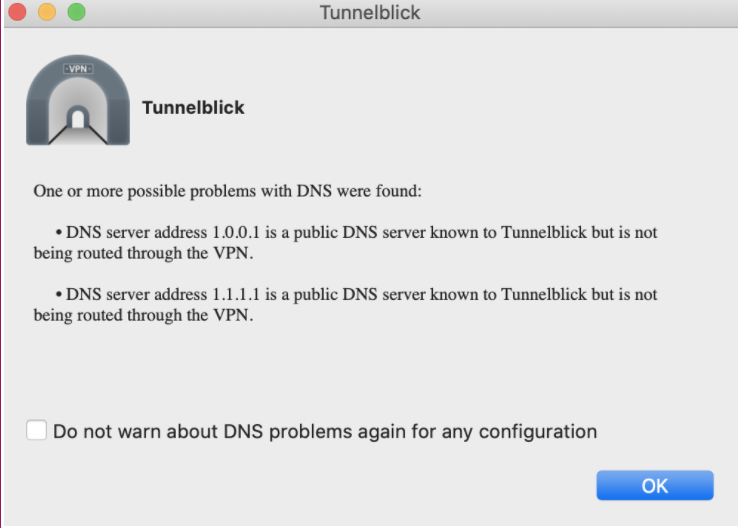 Tunnelblick
-VPN-
Tunnelblick
One or more possible problems with DNS were found:
• DNS server address 1.0.0.1 is a public DNS server known to Tunnelblick but is not
being routed through the VPN.
• DNS server address 1.1.1.1 is a public DNS server known to Tunnelblick but is not
being routed through the VPN.
Do not warn about DNS problems again for any configuration
OK